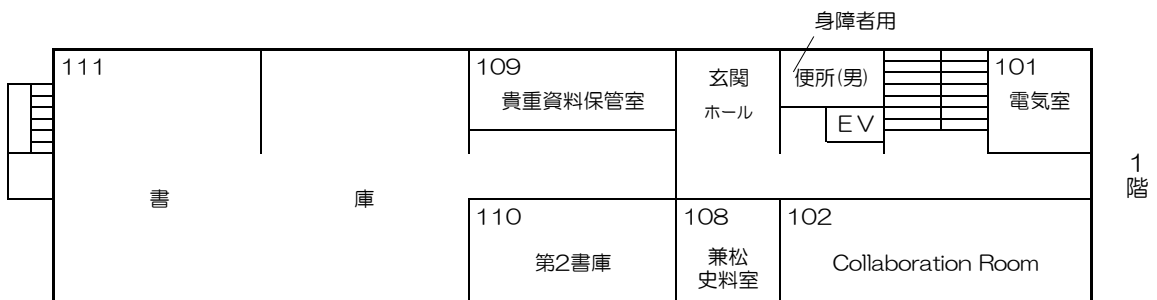 身障者用
111
109
貴重資料保管室
玄関
ホール
便所(男)
101
電気室
EV
1
階
書 庫
110
第2書庫
108
兼松
史料室
102
Collaboration Room